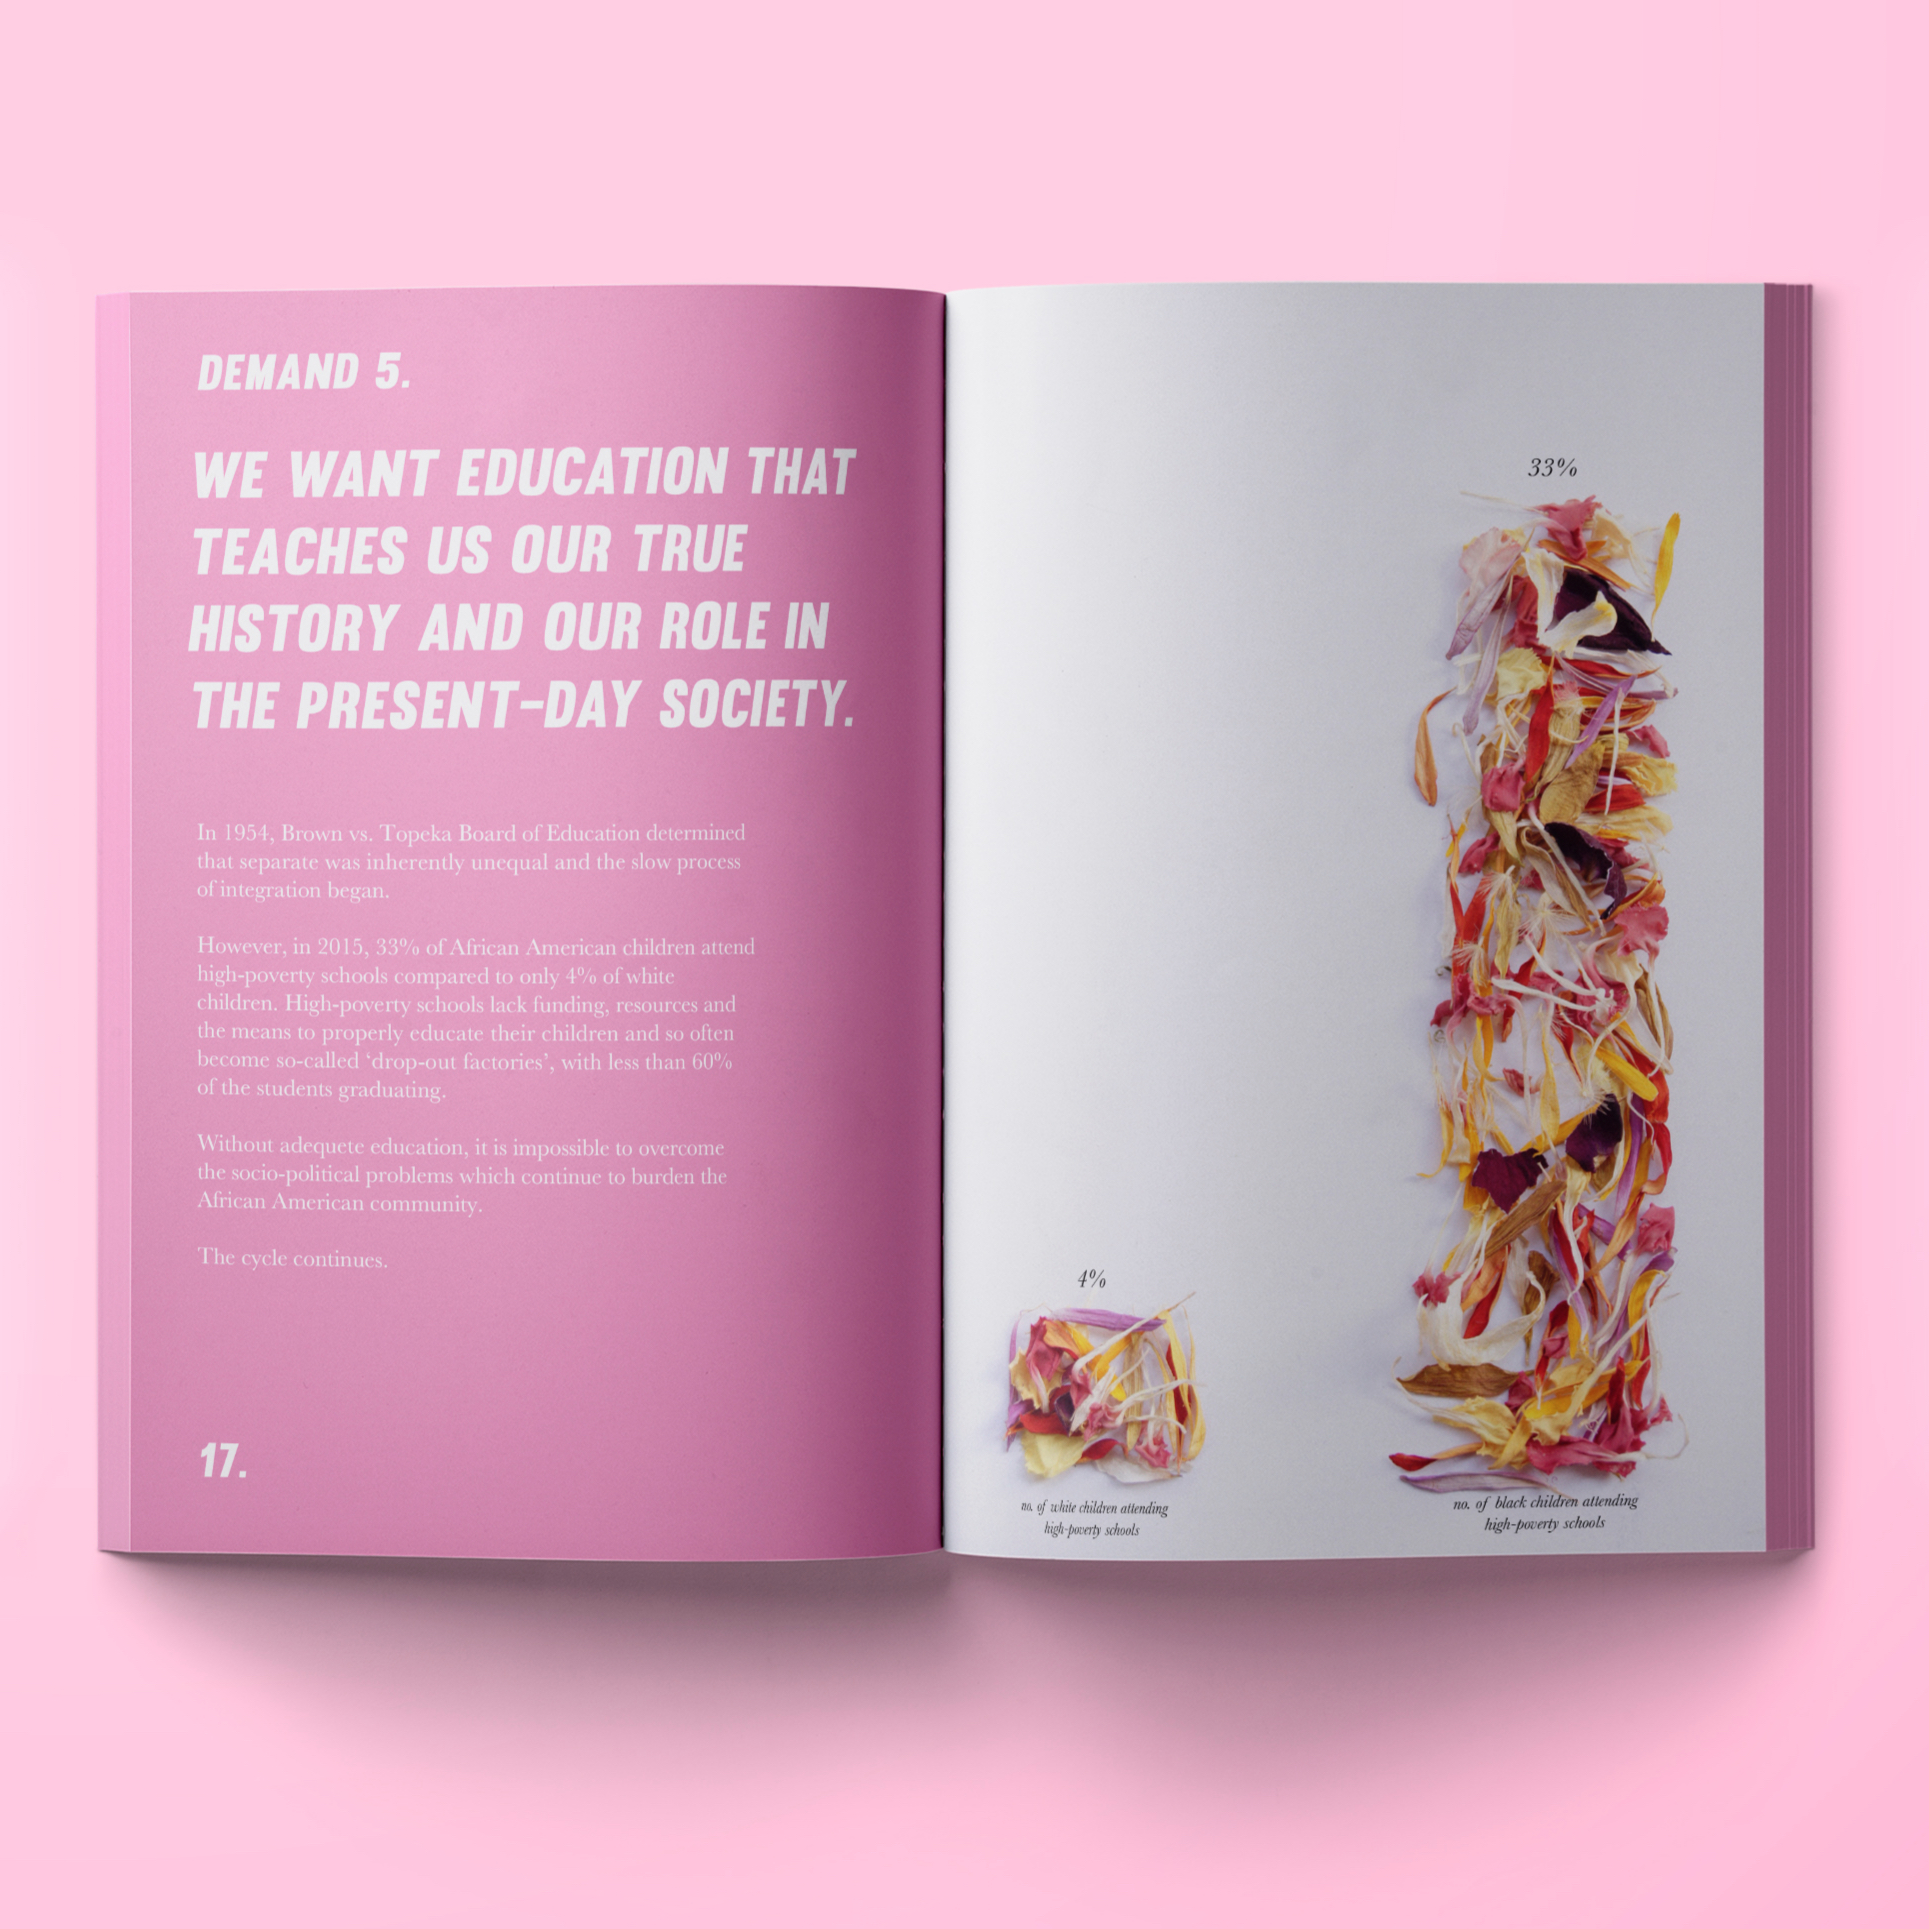 DEMAND 5.
WE WANT EDUCATION THAT
TEACHES US OUR TRUE
HISTORY AND OUR ROLE IN
THE PRESENT-DAY SOCIETY.
In 1954, Brown vs. Topeka Board of Education determined
that separate was inherently unequal and the slow process
of integration began.
However, in 2015, 33% of African American children attend
high-poverty schools compared to only 4% of white
children. High-poverty schools lack funding, resources and
the means to properly educate their children and so often
become so-called ‘drop-out factories’, with less than 60%
of the students graduating.
Without adequete education, it is impossible to overcome
the socio-political problems which continue to burden the
African American community.
The cycle continues.
17.
33%
4%
no. of white children attending
high-poverty schools
no. of black children attending
high-poverty schools